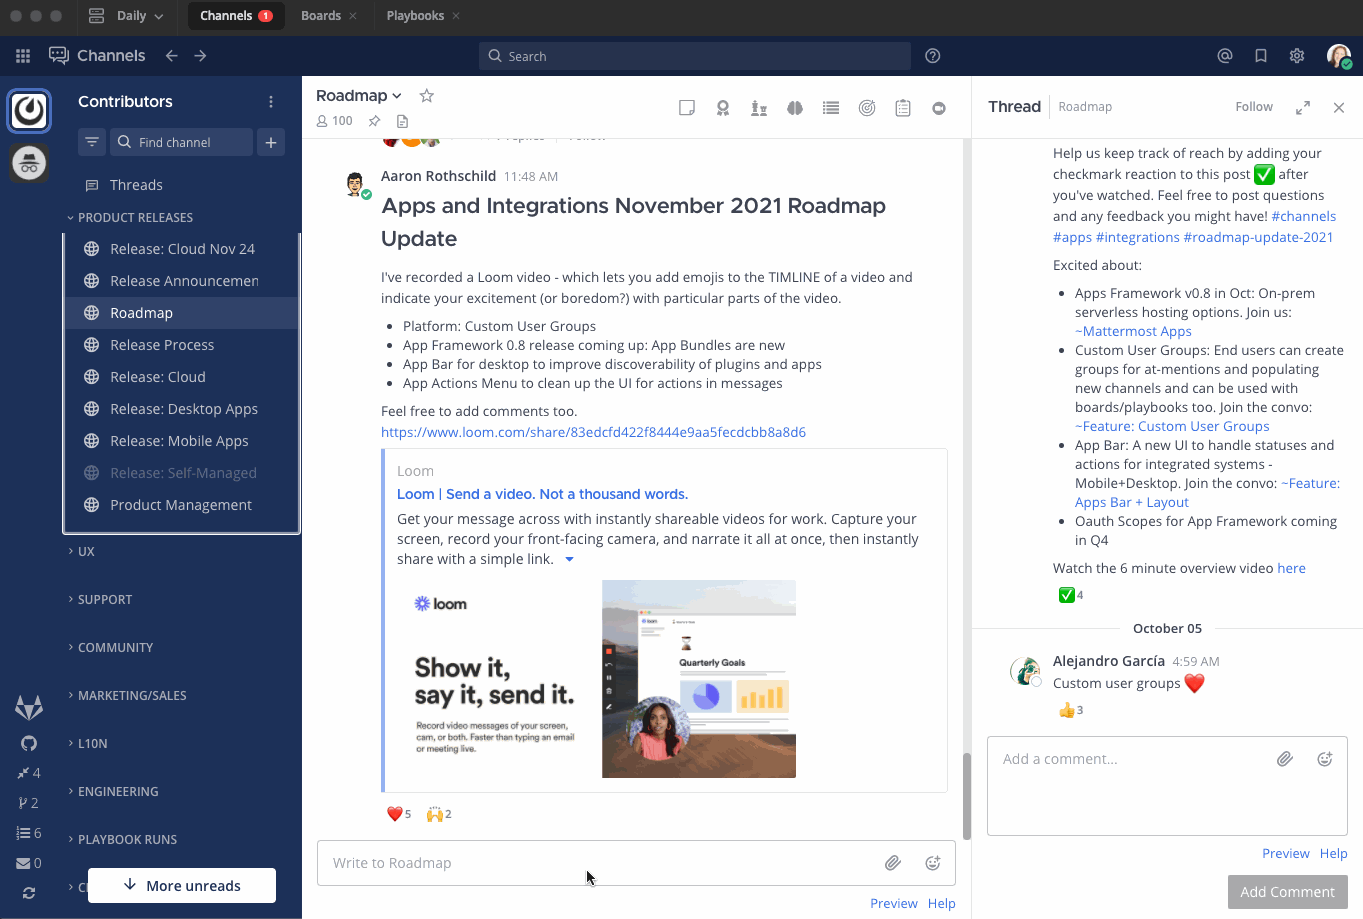 Daily
Channels 1
Boards
Playbooks
Channels
Search
Contributors
Find channel
Threads
PRODUCT RELEASES
Release: Cloud Nov 24
Release Announcemen
Roadmap
Release Process
Release: Cloud
Release: Desktop Apps
Release: Mobile Apps
Release: Self-Managed
Product Management
UX
SUPPORT
COMMUNITY
MARKETING/SALES
L10N
ENGINEERING
PLAYBOOK RUNS
More unreads
4
2
6
0
Roadmap
100
Aaron Rothschild 11:48 AM
Apps and Integrations November 2021 Roadmap
Update
I've recorded a Loom video - which lets you add emojis to the TIMLINE of a video and
indicate your excitement (or boredom?) with particular parts of the video.
Platform: Custom User Groups
App Framework 0.8 release coming up: App Bundles are new
App Bar for desktop to improve discoverability of plugins and apps
App Actions Menu to clean up the UI for actions in messages
Feel free to add comments too.
https://www.loom.com/share/83edcfd422f8444e9aa5fecdcbb8a8d6
Loom
Loom | Send a video. Not a thousand words.
Get your message across with instantly shareable videos for work. Capture your
screen, record your front-facing camera, and narrate it all at once, then instantly
share with a simple link.
loom
Show it,
say it, send it.
Record video messages of your screen,
cam, or both. Faster than typing an email
or meeting live.
Quarterly Goals
5
2
Write to Roadmap
Preview Help
Thread Roadmap
Follow
Help us keep track of reach by adding your
checkmark reaction to this post ✅ after
you've watched. Feel free to post questions
and any feedback you might have! #channels
#apps #integrations #roadmap-update-2021
Excited about:
Apps Framework v0.8 in Oct: On-prem
serverless hosting options. Join us:
~Mattermost Apps
Custom User Groups: End users can create
groups for at-mentions and populating
new channels and can be used with
boards/playbooks too. Join the convo:
~Feature: Custom User Groups
App Bar: A new UI to handle statuses and
actions for integrated systems -
Mobile+Desktop. Join the convo: ~Feature:
Apps Bar + Layout
Oauth Scopes for App Framework coming
in Q4
Watch the 6 minute overview video here
4
October 05
Alejandro García 4:59 AM
Custom user groups ❤️
3
Add a comment...
Preview Help
Add Comment